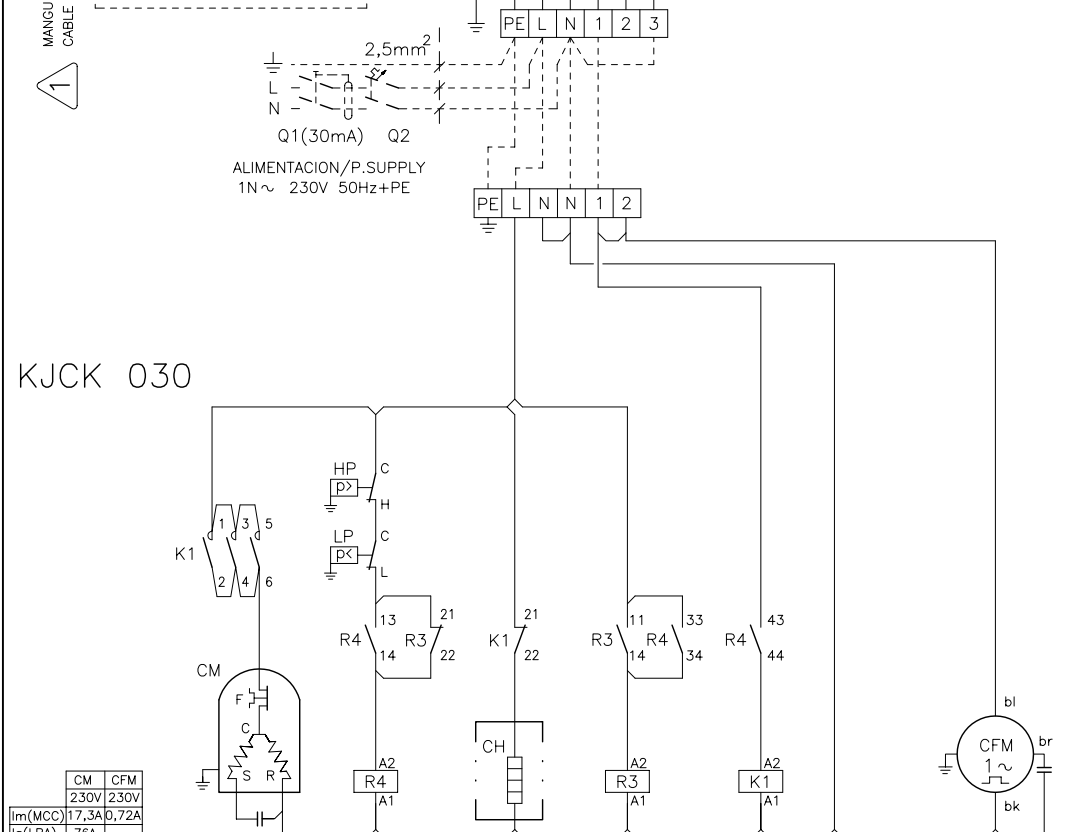 MANGU
CABLE
1
PE L N 1 2 3
2,5mm²
L
N
Q1(30mA) Q2
ALIMENTACION/P.SUPPLY
1N~ 230V 50Hz+PE
PE L N N 1 2
KJCK 030
HP C
p>
H
LP C
p<
L
K1 1 3 5
2 4 6
13 21 21 11 33 43
R4 R3 K1 R3 R4 R4
14 22 22 14 34 44
CM
F
C
S R
CH
bl
CFM
1~
br
bk
A2 A2 A2
R4 R3 K1
A1 A1 A1
CM CFM
230V 230V
Im(MCC) 17,3A 0,72A